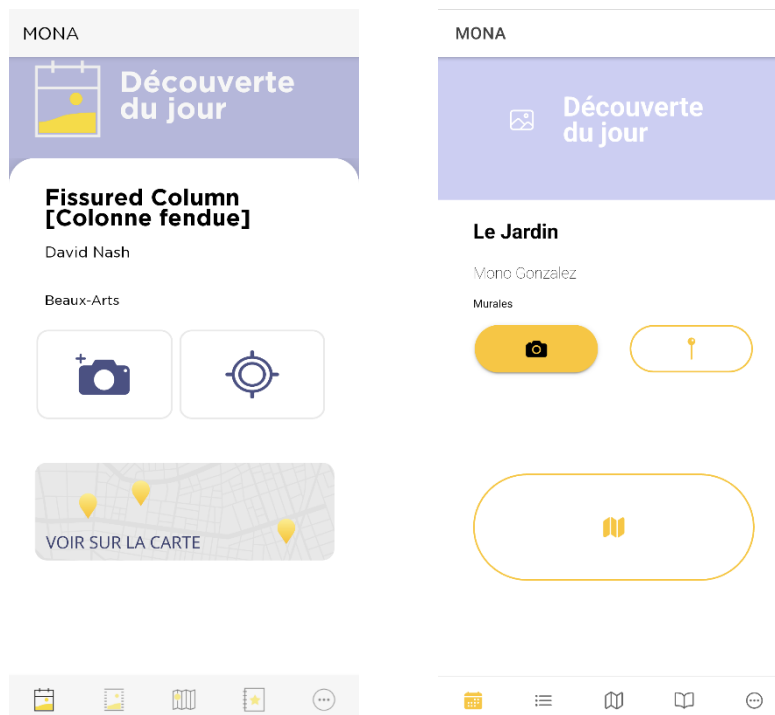 MONA
Découverte
du jour
Fissured Column
[Colonne fendue]
David Nash
Beaux-Arts
VOIR SUR LA CARTE
MONA
Découverte
du jour
Le Jardin
Mono Gonzalez
Murales